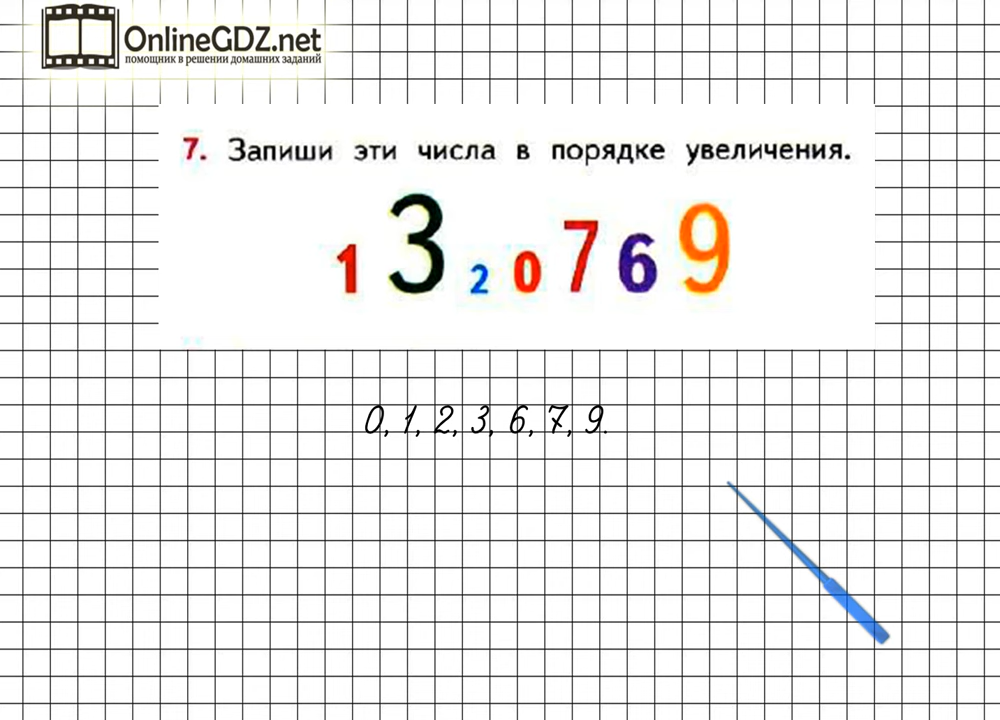 OnlineGDZ.net
помощник в решении домашних заданий
7. Запиши эти числа в порядке увеличения.
1 3 2 0 7 6 9
0, 1, 2, 3, 6, 7, 9.